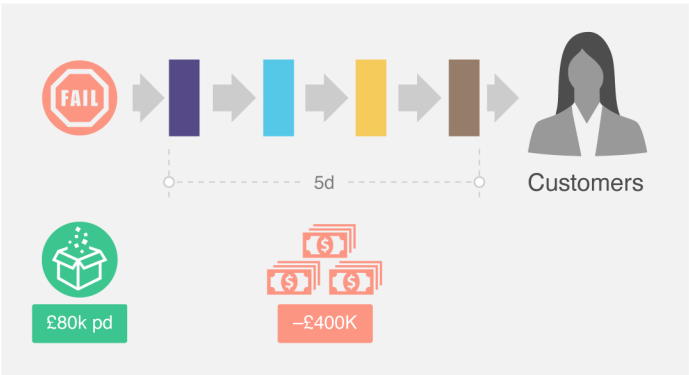 FAIL
5d
Customers
£80k pd
–£400K